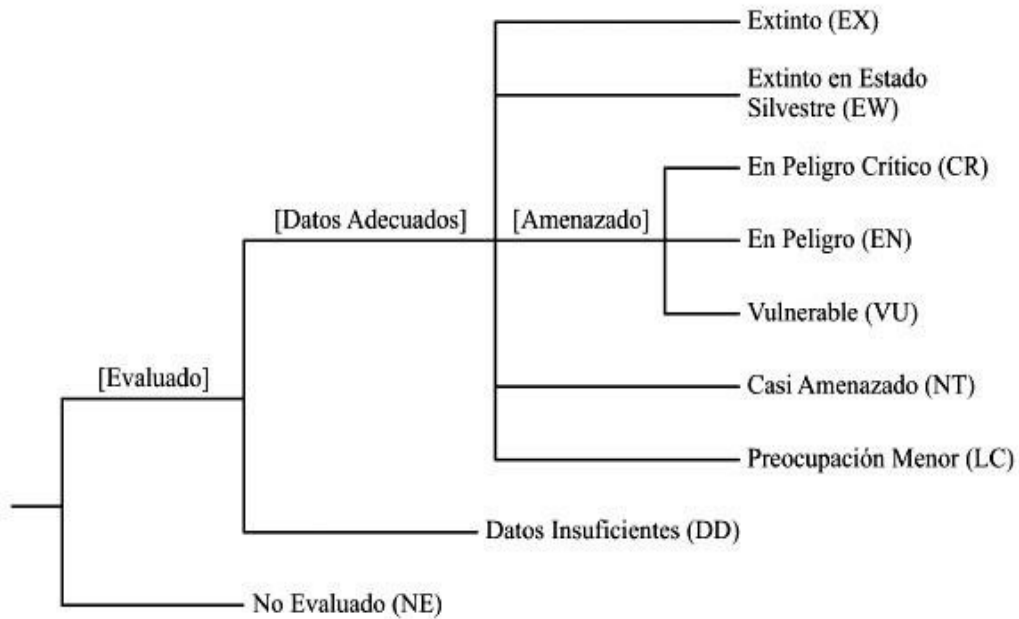 Extinto (EX)
Extinto en Estado
Silvestre (EW)
En Peligro Crítico (CR)
[Datos Adecuados]
[Amenazado]
En Peligro (EN)
Vulnerable (VU)
[Evaluado]
Casi Amenazado (NT)
Preocupación Menor (LC)
Datos Insuficientes (DD)
No Evaluado (NE)